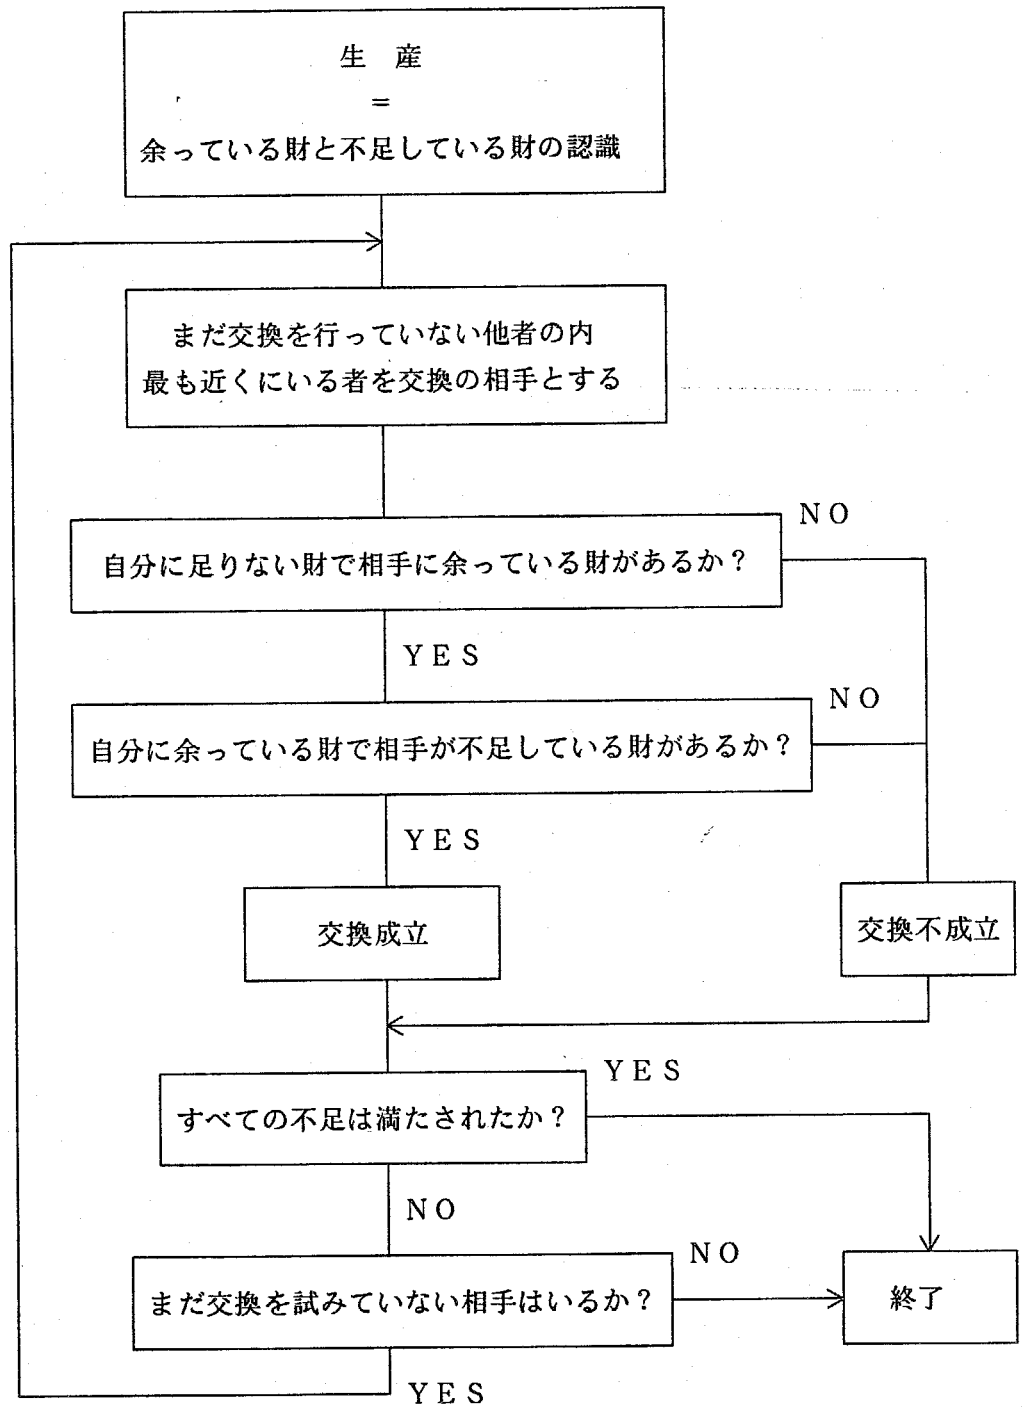 生　産
＝
余っている財と不足している財の認識
まだ交換を行っていない他者の内
最も近くにいる者を交換の相手とする
NO
自分に足りない財で相手に余っている財があるか？
YES
NO
自分に余っている財で相手が不足している財があるか？
YES
交換成立
交換不成立
YES
すべての不足は満たされたか？
NO
NO
まだ交換を試みていない相手はいるか？
終了
YES